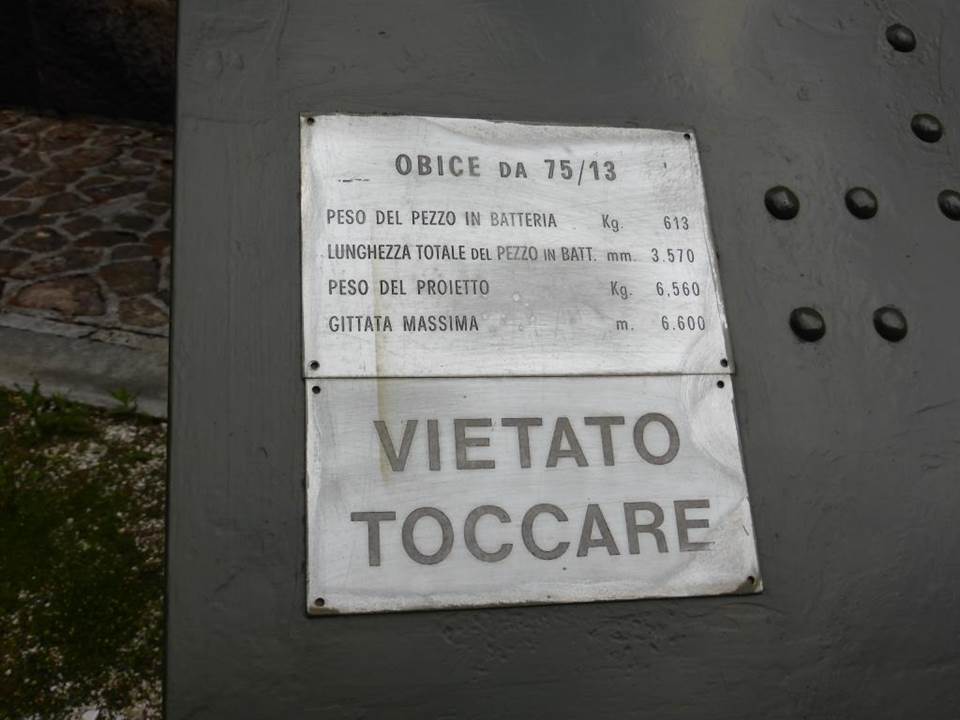 OBICE DA 75/13
PESO DEL PEZZO IN BATTERIA Kg. 613
LUNGHEZZA TOTALE DEL PEZZO IN BATT. mm. 3.570
PESO DEL PROIETTO Kg. 6,560
GITTATA MASSIMA m. 6.600
VIETATO
TOCCARE